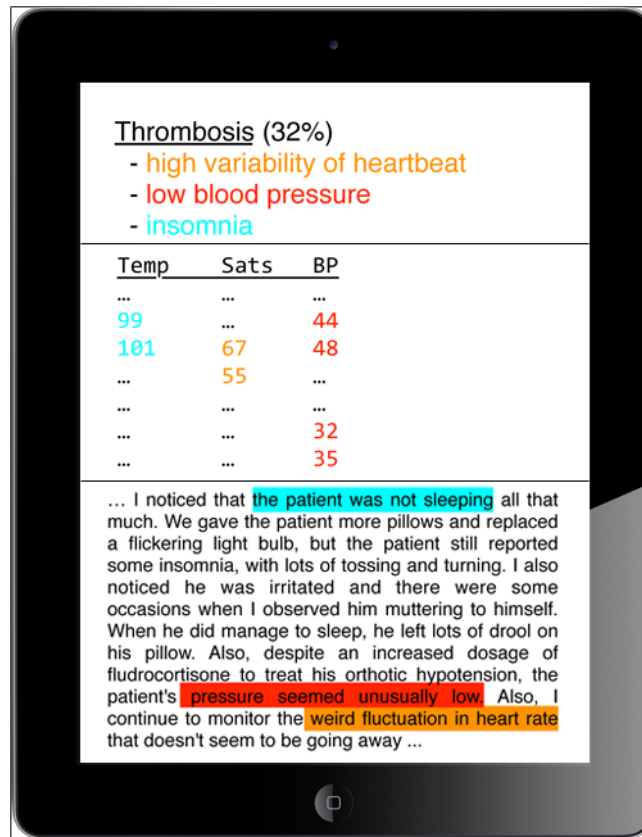 Thrombosis (32%)
- high variability of heartbeat
- low blood pressure
- insomnia
Temp Sats BP
... ... ...
99 ... 44
101 67 48
... 55 ...
... ... ...
... ... 32
... ... 35
... I noticed that the patient was not sleeping all that
much. We gave the patient more pillows and replaced
a flickering light bulb, but the patient still reported
some insomnia, with lots of tossing and turning. I also
noticed he was irritated and there were some
occasions when I observed him muttering to himself.
When he did manage to sleep, he left lots of drool on
his pillow. Also, despite an increased dosage of
fludrocortisone to treat his orthotic hypotension, the
patient's pressure seemed unusually low. Also, I
continue to monitor the weird fluctuation in heart rate
that doesn't seem to be going away ...